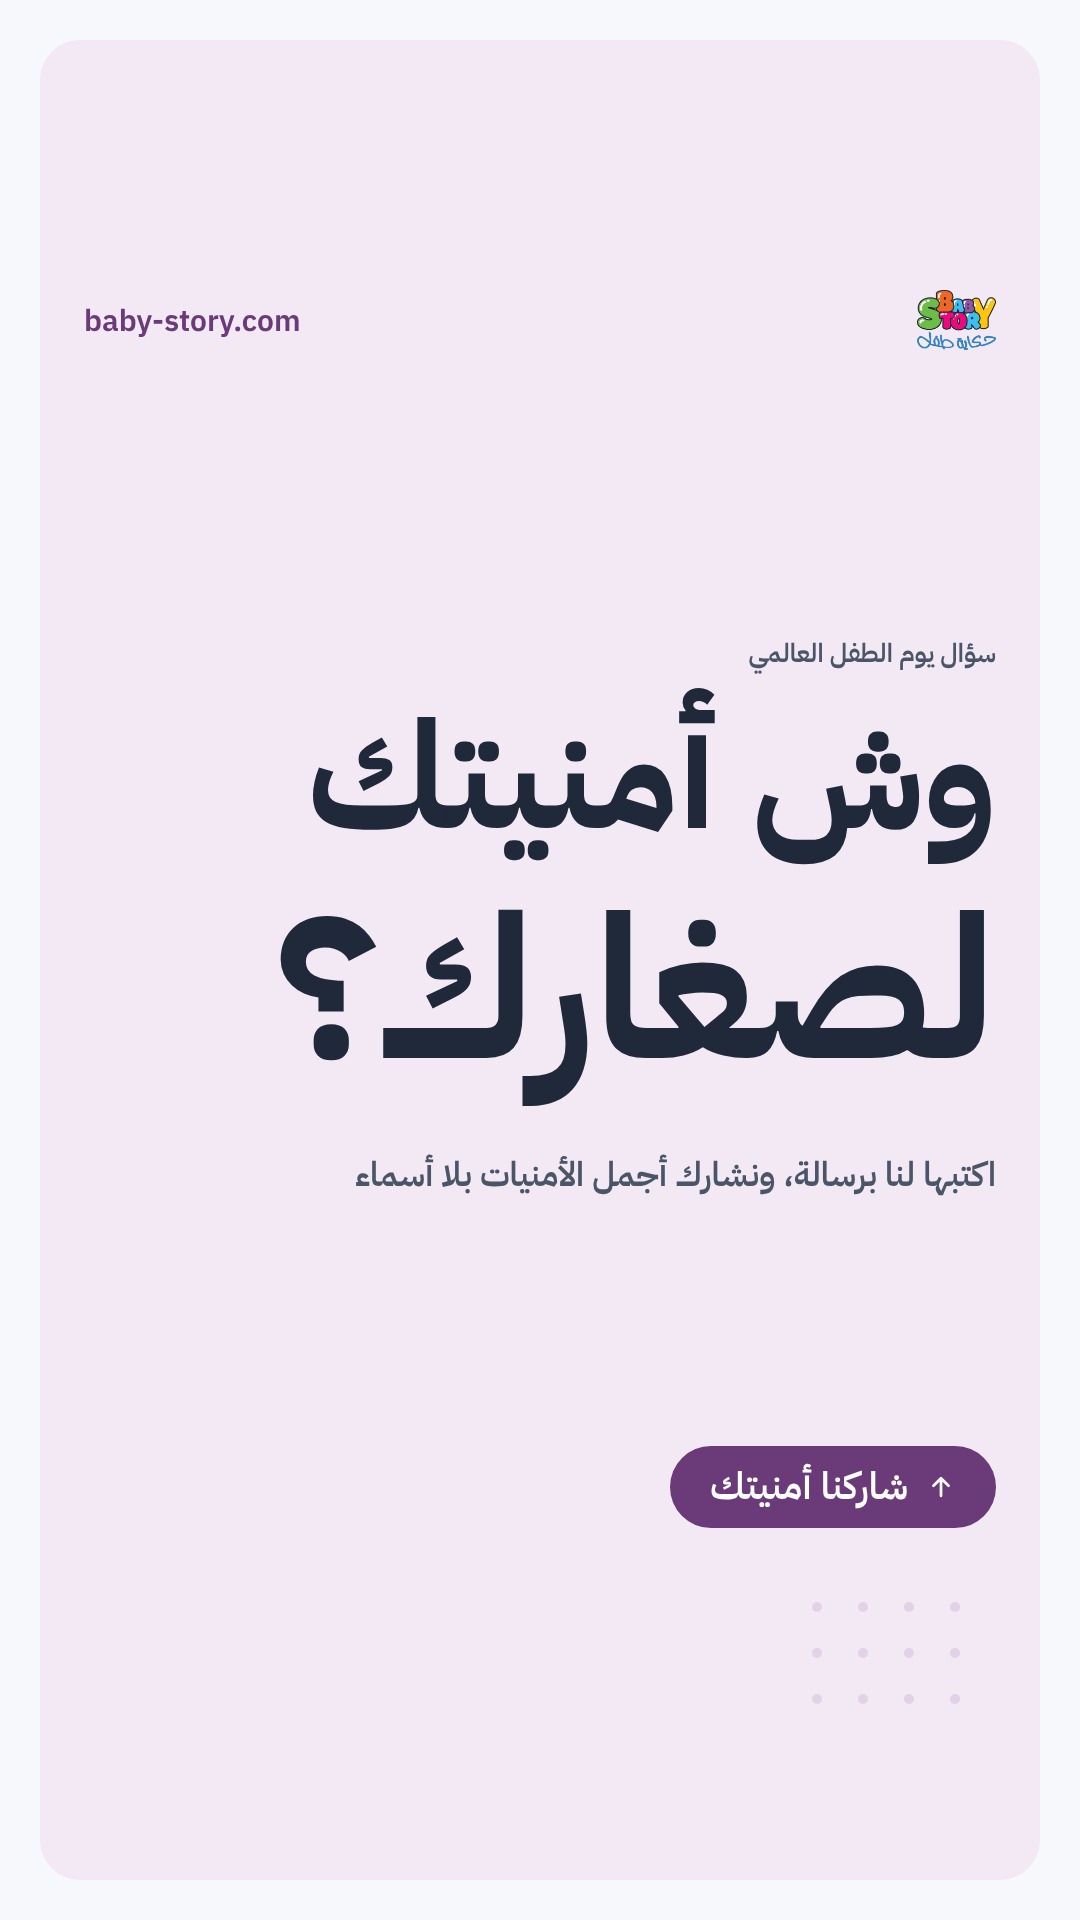 BABY STORY
حكاية طفل
baby-story.com
سؤال يوم الطفل العالمي
وش أمنيتك
لصغارك؟
اكتبها لنا برسالة، ونشارك أجمل الأمنيات بلا أسماء
شاركنا أمنيتك